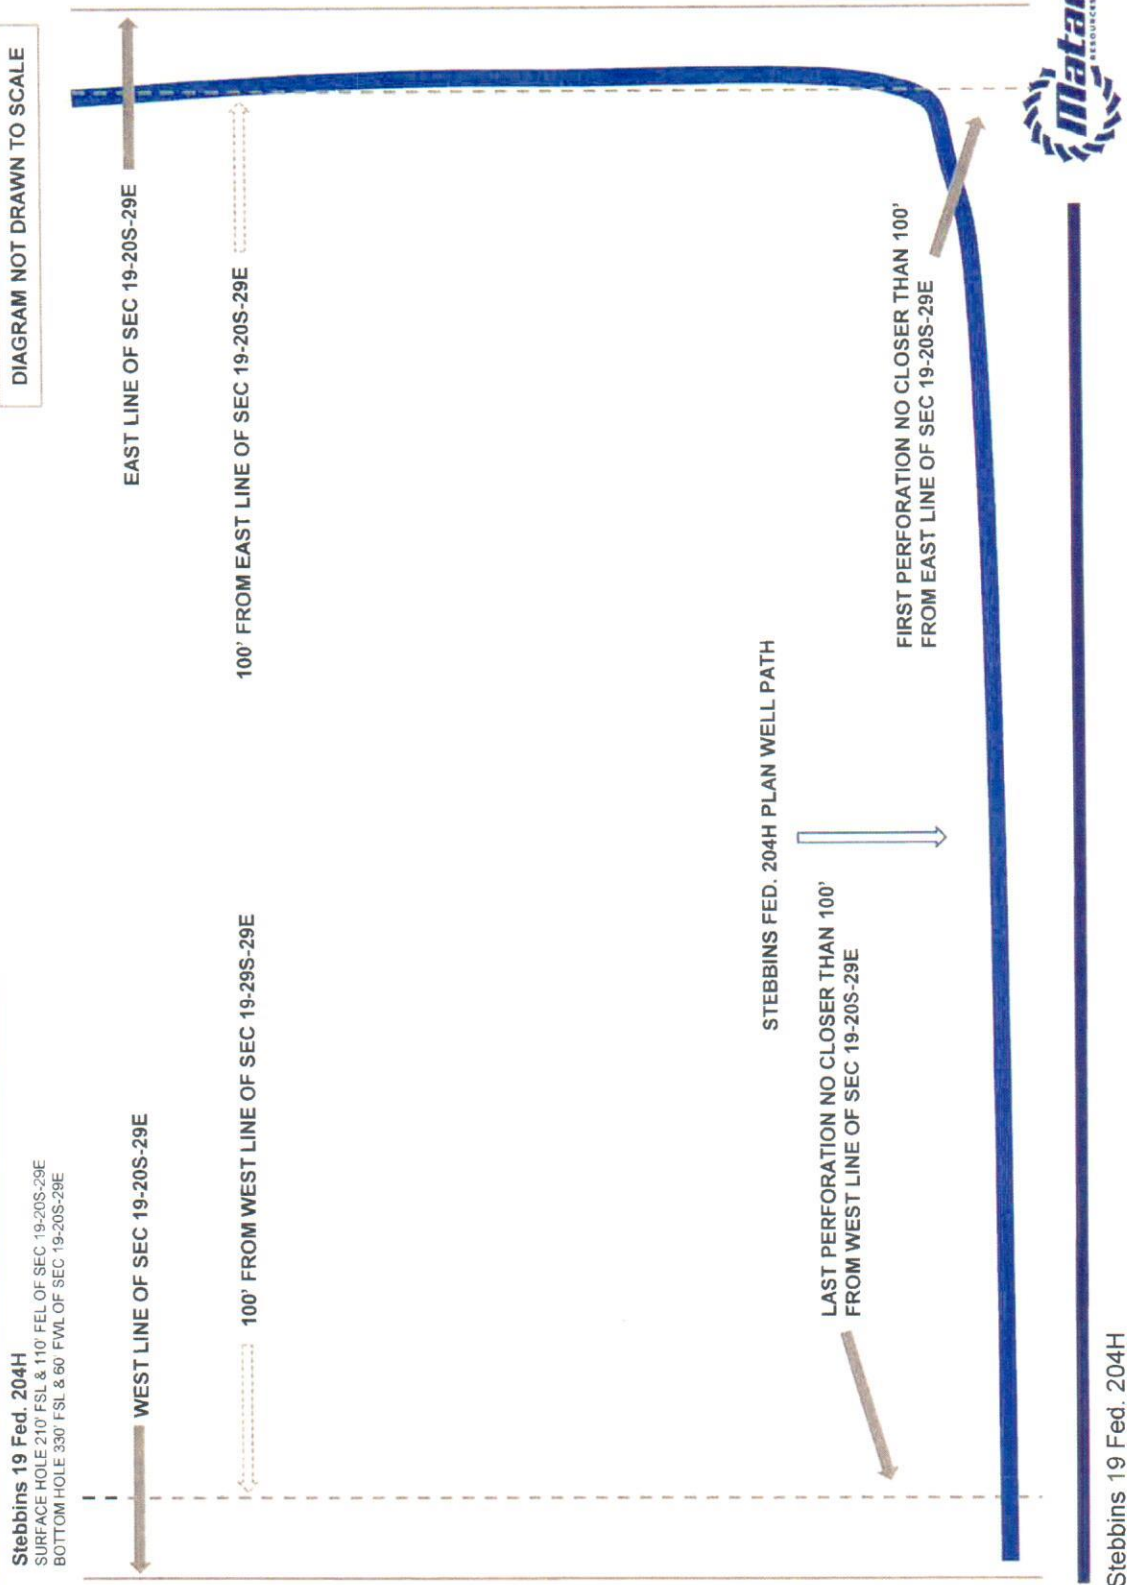 DIAGRAM NOT DRAWN TO SCALE
Stebbins 19 Fed. 204H
SURFACE HOLE 210' FSL & 110' FEL OF SEC 19-20S-29E
BOTTOM HOLE 330' FSL & 60' FWL OF SEC 19-20S-29E
WEST LINE OF SEC 19-20S-29E
EAST LINE OF SEC 19-20S-29E
100' FROM WEST LINE OF SEC 19-29S-29E
100' FROM EAST LINE OF SEC 19-20S-29E
STEBBINS FED. 204H PLAN WELL PATH
LAST PERFORATION NO CLOSER THAN 100'
FROM WEST LINE OF SEC 19-20S-29E
FIRST PERFORATION NO CLOSER THAN 100'
FROM EAST LINE OF SEC 19-20S-29E
Stebbins 19 Fed. 204H
RESOURCES